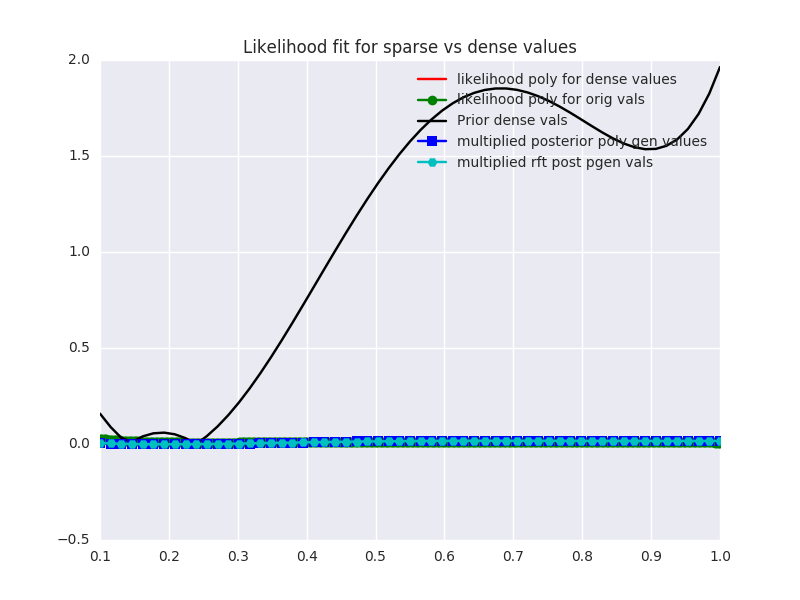 Likelihood fit for sparse vs dense values
2.0
1.5
1.0
0.5
0.0
−0.5
likelihood poly for dense values
likelihood poly for orig vals
Prior dense vals
multiplied posterior poly gen values
multiplied rft post pgen vals
0.1 0.2 0.3 0.4 0.5 0.6 0.7 0.8 0.9 1.0